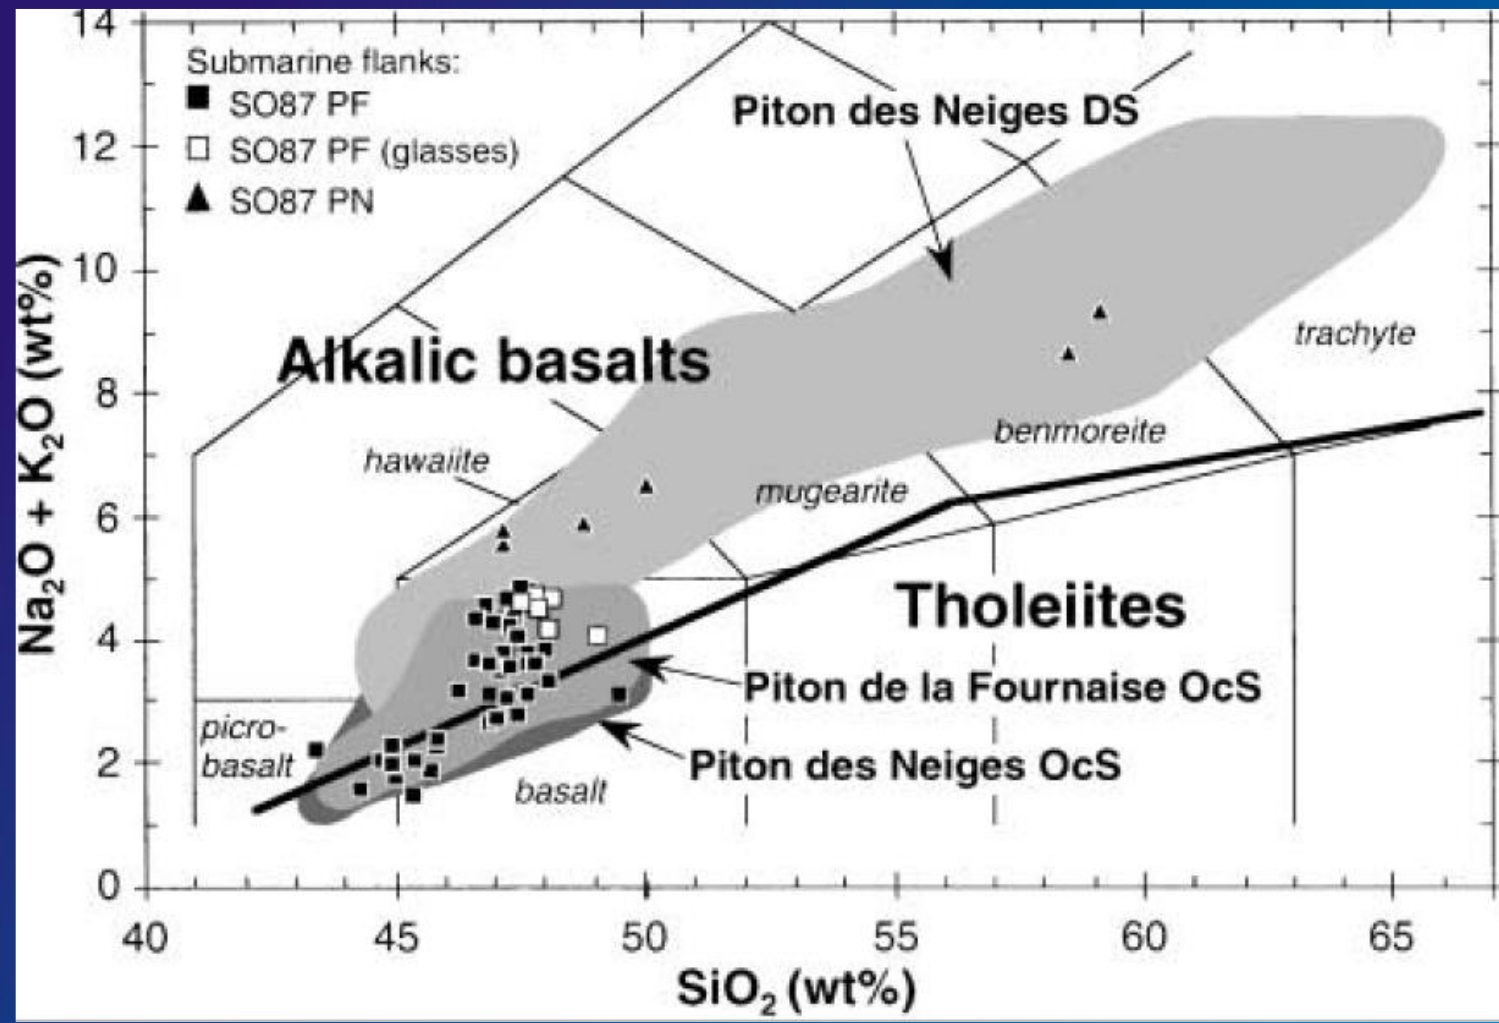 Submarine flanks:
SO87 PF
SO87 PF (glasses)
SO87 PN
Piton des Neiges DS
Alkalic basalts
hawaiite
trachyte
benmoreite
mugearite
Tholeiites
Piton de la Fournaise OcS
Piton des Neiges OcS
picro-
basalt
basalt
Na₂O + K₂O (wt%)
14
12
10
8
6
4
2
0
40 45 50 55 60 65
SiO₂ (wt%)